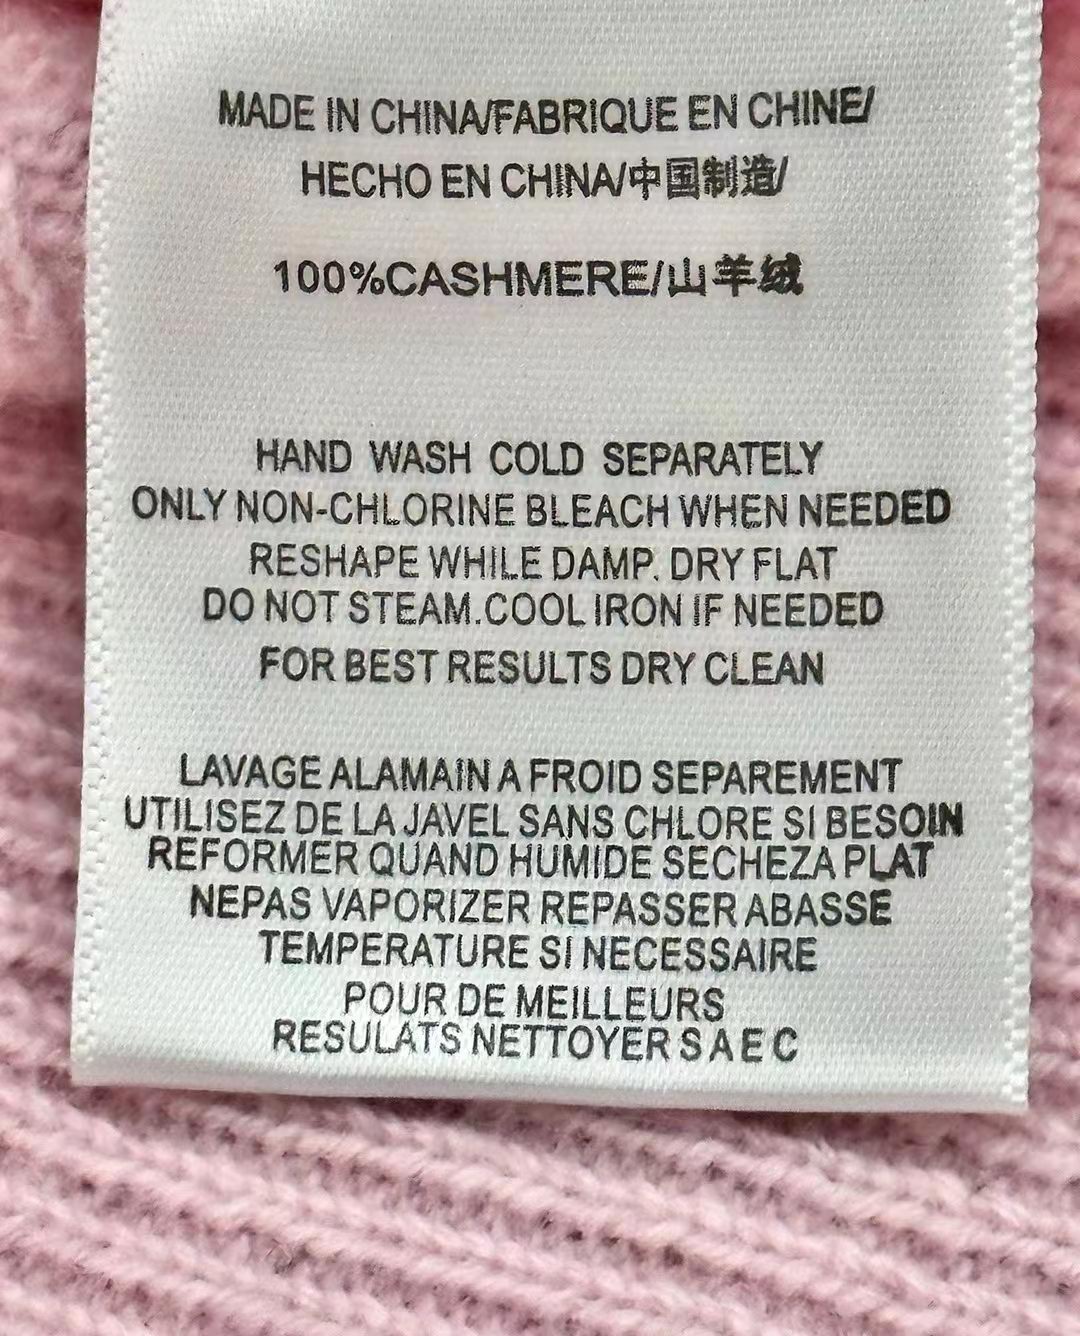 MADE IN CHINA/FABRIQUE EN CHINE/
HECHO EN CHINA/中国制造/
100%CASHMERE/山羊绒
HAND WASH COLD SEPARATELY
ONLY NON-CHLORINE BLEACH WHEN NEEDED
RESHAPE WHILE DAMP. DRY FLAT
DO NOT STEAM.COOL IRON IF NEEDED
FOR BEST RESULTS DRY CLEAN
LAVAGE ALAMAIN A FROID SEPAREMENT
UTILISEZ DE LA JAVEL SANS CHLORE SI BESOIN
REFORMER QUAND HUMIDE SECHEZA PLAT
NEPAS VAPORIZER REPASSER ABASSE
TEMPERATURE SI NECESSAIRE
POUR DE MEILLEURS
RESULATS NETTOYER S A E C